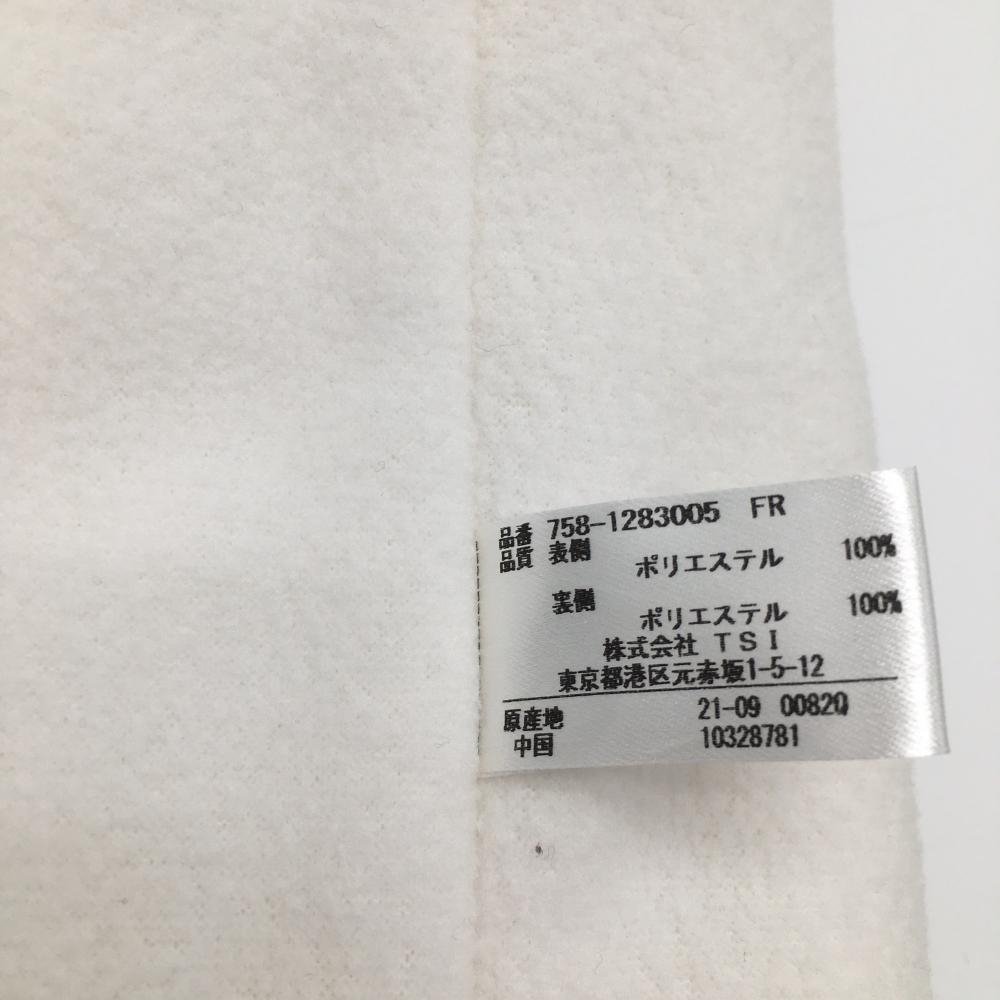 品番 758-1283005 FR
品質 表側
ポリエステル 100%
裏側
ポリエステル 100%
株式会社 TSI
東京都港区元赤坂1-5-12
原産地 21-09 0082Q
中国 10328781